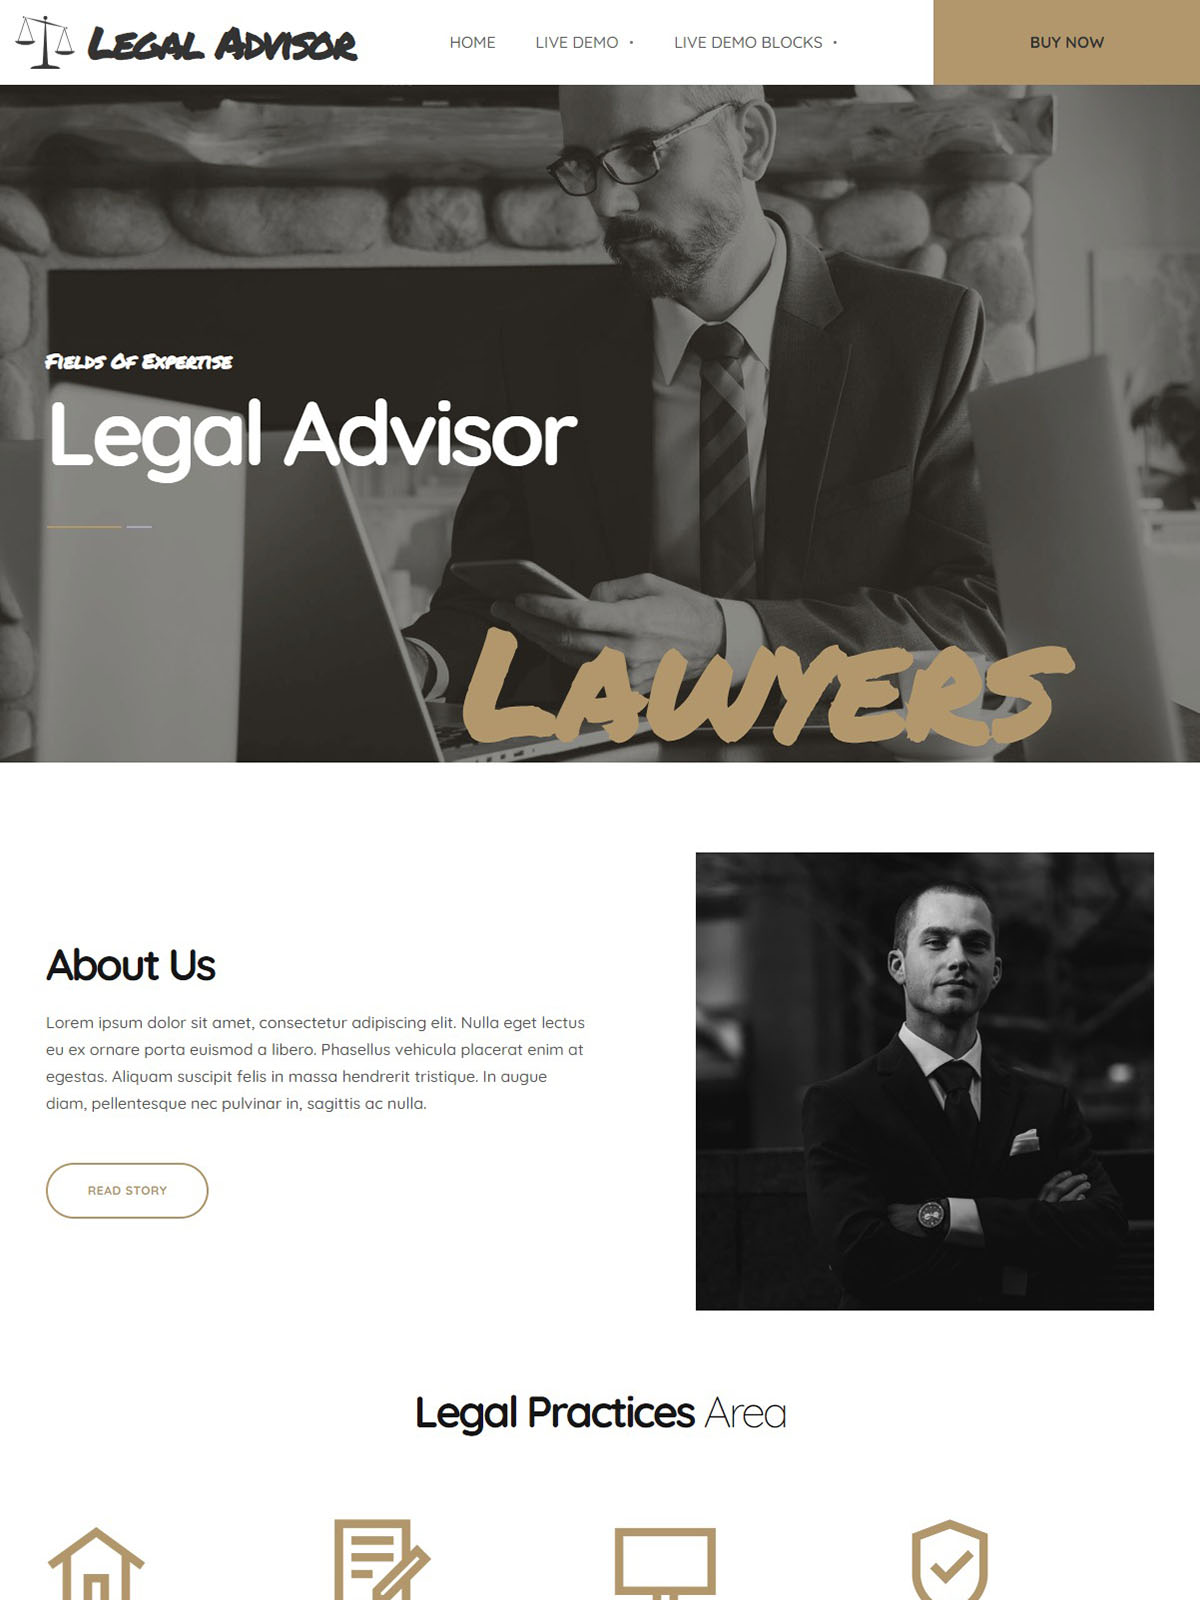 Legal Advisor
HOME
LIVE DEMO
LIVE DEMO BLOCKS
BUY NOW
Fields Of Expertise
Legal Advisor
Lawyers
About Us
Lorem ipsum dolor sit amet, consectetur adipiscing elit. Nulla eget lectus
eu ex ornare porta euismod a libero. Phasellus vehicula placerat enim at
egestas. Aliquam suscipit felis in massa hendrerit tristique. In augue
diam, pellentesque nec pulvinar in, sagittis ac nulla.
READ STORY
Legal Practices Area